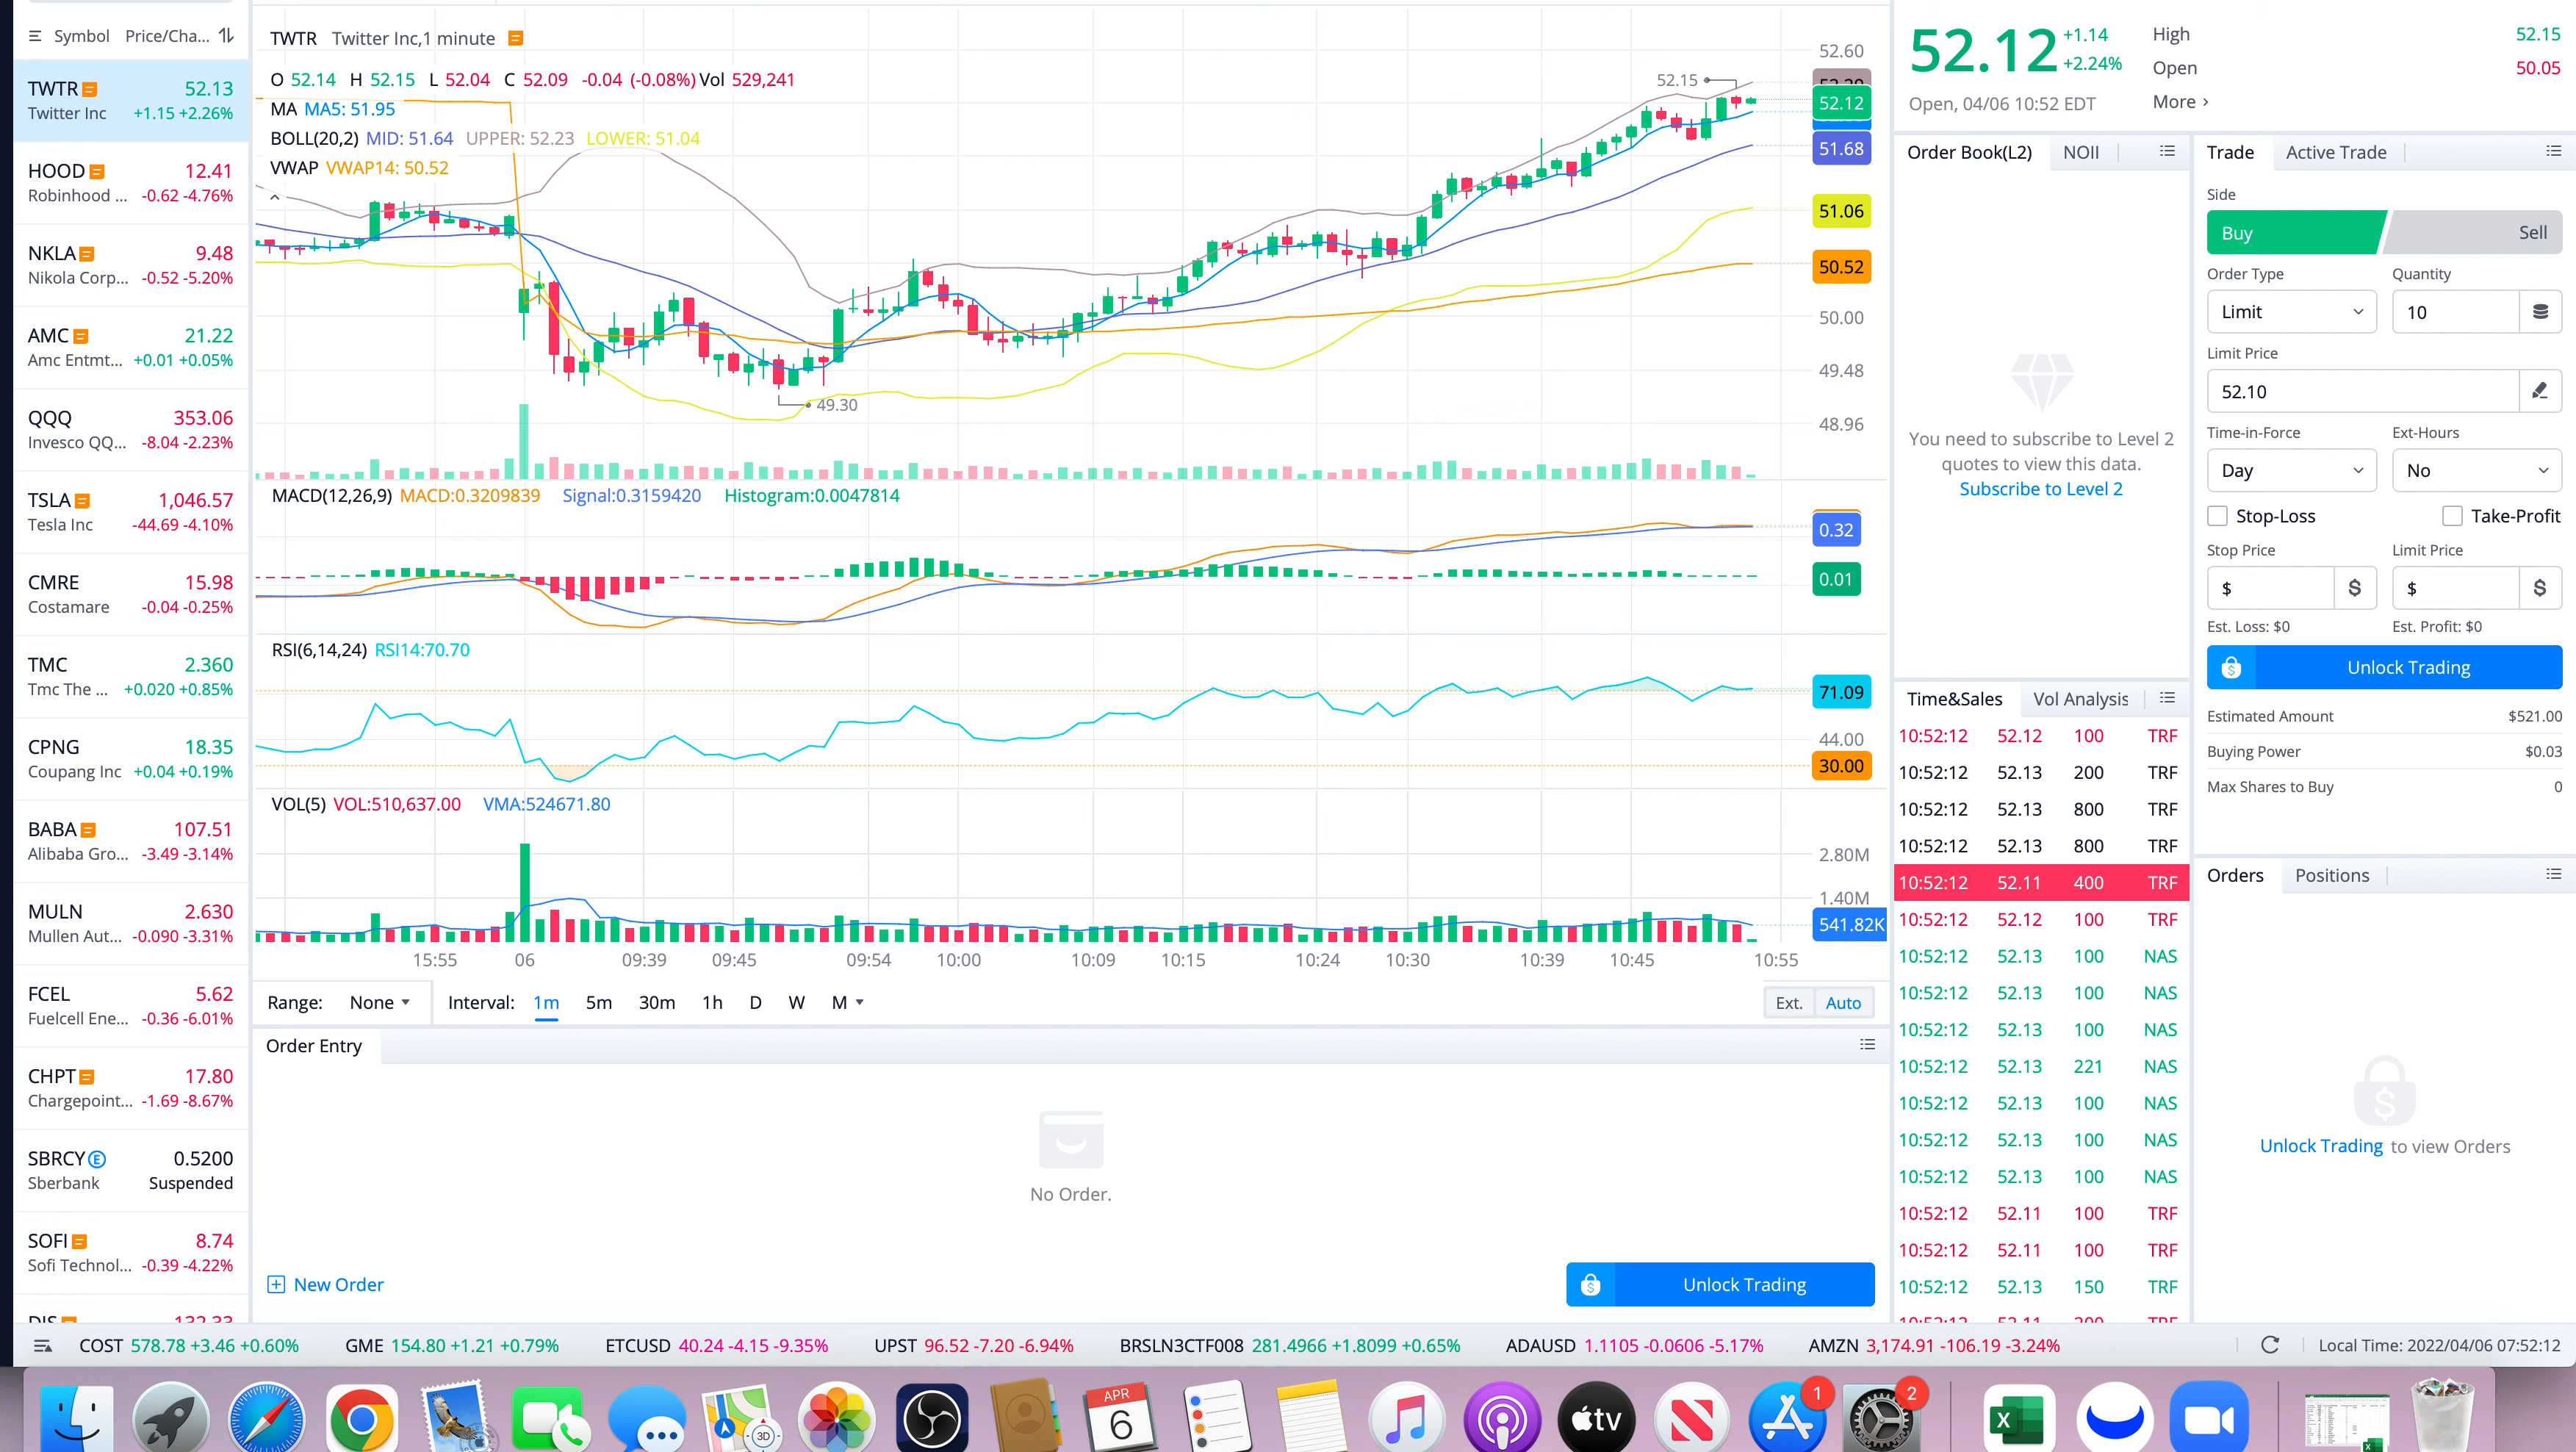 Symbol Price/Cha...
TWTR 52.13
Twitter Inc +1.15 +2.26%
HOOD 12.41
Robinhood ... -0.62 -4.76%
NKLA 9.48
Nikola Corp... -0.52 -5.20%
AMC 21.22
Amc Entmt... +0.01 +0.05%
QQQ 353.06
Invesco QQ... -8.04 -2.23%
TSLA 1,046.57
Tesla Inc -44.69 -4.10%
CMRE 15.98
Costamare -0.04 -0.25%
TMC 2.360
Tmc The ... +0.020 +0.85%
CPNG 18.35
Coupang Inc +0.04 +0.19%
BABA 107.51
Alibaba Gro... -3.49 -3.14%
MULN 2.630
Mullen Aut... -0.090 -3.31%
FCEL 5.62
Fuelcell Ene... -0.36 -6.01%
CHPT 17.80
Chargepoint... -1.69 -8.67%
SBRCY E 0.5200
Sberbank Suspended
SOFI 8.74
Sofi Technol... -0.39 -4.22%
TWTR Twitter Inc,1 minute
O 52.14 H 52.15 L 52.04 C 52.09 -0.04 (-0.08%) Vol 529,241
MA MA5: 51.95
BOLL(20,2) MID: 51.64 UPPER: 52.23 LOWER: 51.04
VWAP VWAP14: 50.52
52.15
49.30
52.60
52.12
51.68
51.06
50.52
50.00
49.48
48.96
MACD(12,26,9) MACD:0.3209839 Signal:0.3159420 Histogram:0.0047814
0.32
0.01
RSI(6,14,24) RSI14:70.70
71.09
44.00
30.00
VOL(5) VOL:510,637.00 VMA:524671.80
2.80M
1.40M
541.82K
15:55 06 09:39 09:45 09:54 10:00 10:09 10:15 10:24 10:30 10:39 10:45 10:55
Range: None Interval: 1m 5m 30m 1h D W M Ext. Auto
Order Entry
No Order.
New Order
Unlock Trading
52.12 +1.14 +2.24%
Open, 04/06 10:52 EDT
High 52.15
Open 50.05
More
Order Book(L2) NOII
You need to subscribe to Level 2
quotes to view this data.
Subscribe to Level 2
Time&Sales Vol Analysis
10:52:12 52.12 100 TRF
10:52:12 52.13 200 TRF
10:52:12 52.13 800 TRF
10:52:12 52.13 800 TRF
10:52:12 52.11 400 TRF
10:52:12 52.12 100 TRF
10:52:12 52.13 100 NAS
10:52:12 52.13 100 NAS
10:52:12 52.13 100 NAS
10:52:12 52.13 221 NAS
10:52:12 52.13 100 NAS
10:52:12 52.13 100 NAS
10:52:12 52.13 100 NAS
10:52:12 52.11 100 TRF
10:52:12 52.11 100 TRF
10:52:12 52.13 150 TRF
Trade Active Trade
Side
Buy Sell
Order Type Quantity
Limit 10
Limit Price
52.10
Time-in-Force Ext-Hours
Day No
Stop-Loss Take-Profit
Stop Price Limit Price
$ $ $ $
Est. Loss: $0 Est. Profit: $0
Unlock Trading
Estimated Amount $521.00
Buying Power $0.03
Max Shares to Buy 0
Orders Positions
Unlock Trading to view Orders
COST 578.78 +3.46 +0.60% GME 154.80 +1.21 +0.79% ETCUSD 40.24 -4.15 -9.35% UPST 96.52 -7.20 -6.94% BRSLN3CTF008 281.4966 +1.8099 +0.65% ADAUSD 1.1105 -0.0606 -5.17% AMZN 3,174.91 -106.19 -3.24% Local Time: 2022/04/06 07:52:12
3D
APR
6
tv
1
2
X